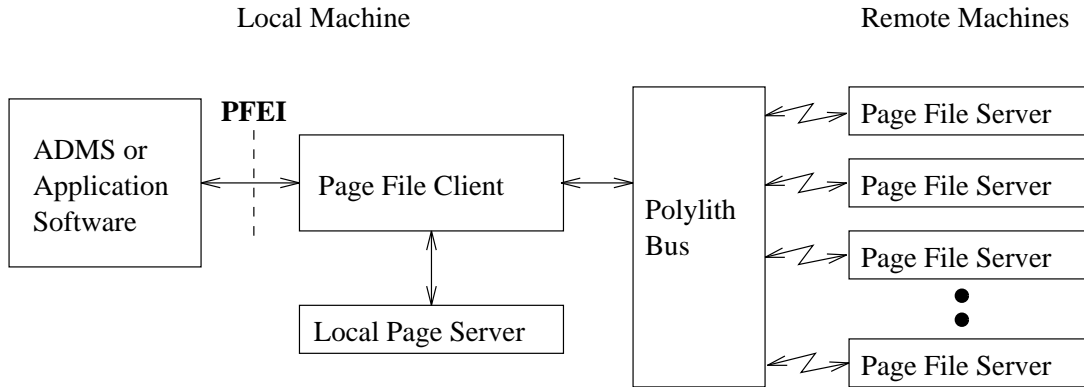 Local Machine
Remote Machines
PFEI
ADMS or
Application
Software
Page File Client
Local Page Server
Polylith
Bus
Page File Server
Page File Server
Page File Server
Page File Server